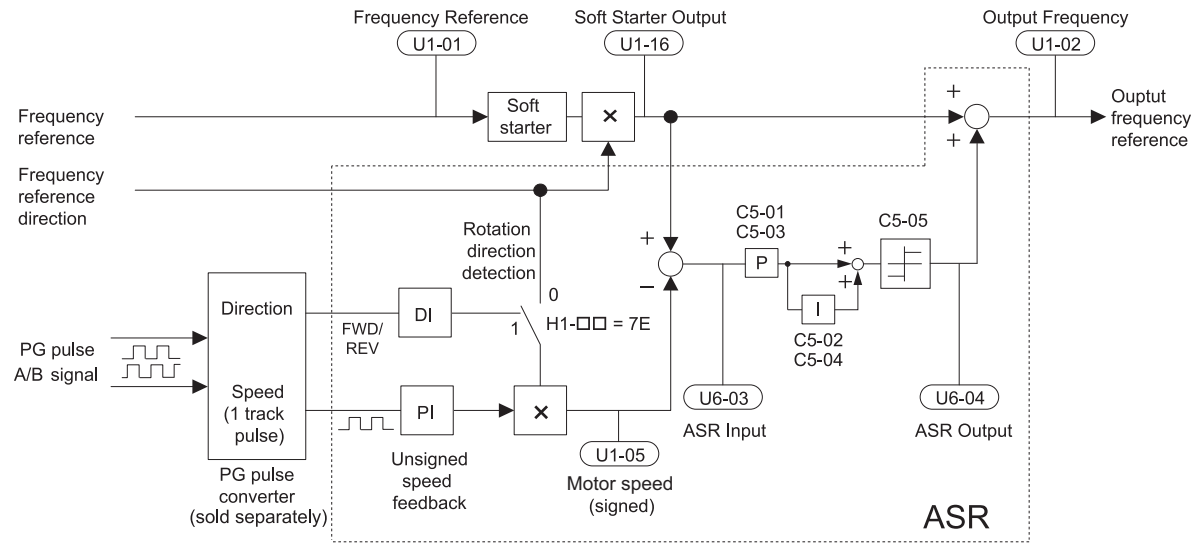 Frequency Reference
U1-01
Soft Starter Output
U1-16
Output Frequency
U1-02
Frequency
reference
Soft
starter
×
+
+
Ouptut
frequency
reference
Frequency
reference
direction
Rotation
direction
detection
+
−
C5-01
C5-03
P
+
+
I
C5-02
C5-04
C5-05
0
1
H1-□□ = 7E
Direction
FWD/
REV
DI
PG pulse
A/B signal
Speed
(1 track
pulse)
PI
×
U6-03
ASR Input
U6-04
ASR Output
U1-05
Motor speed
(signed)
Unsigned
speed
feedback
PG pulse
converter
(sold separately)
ASR